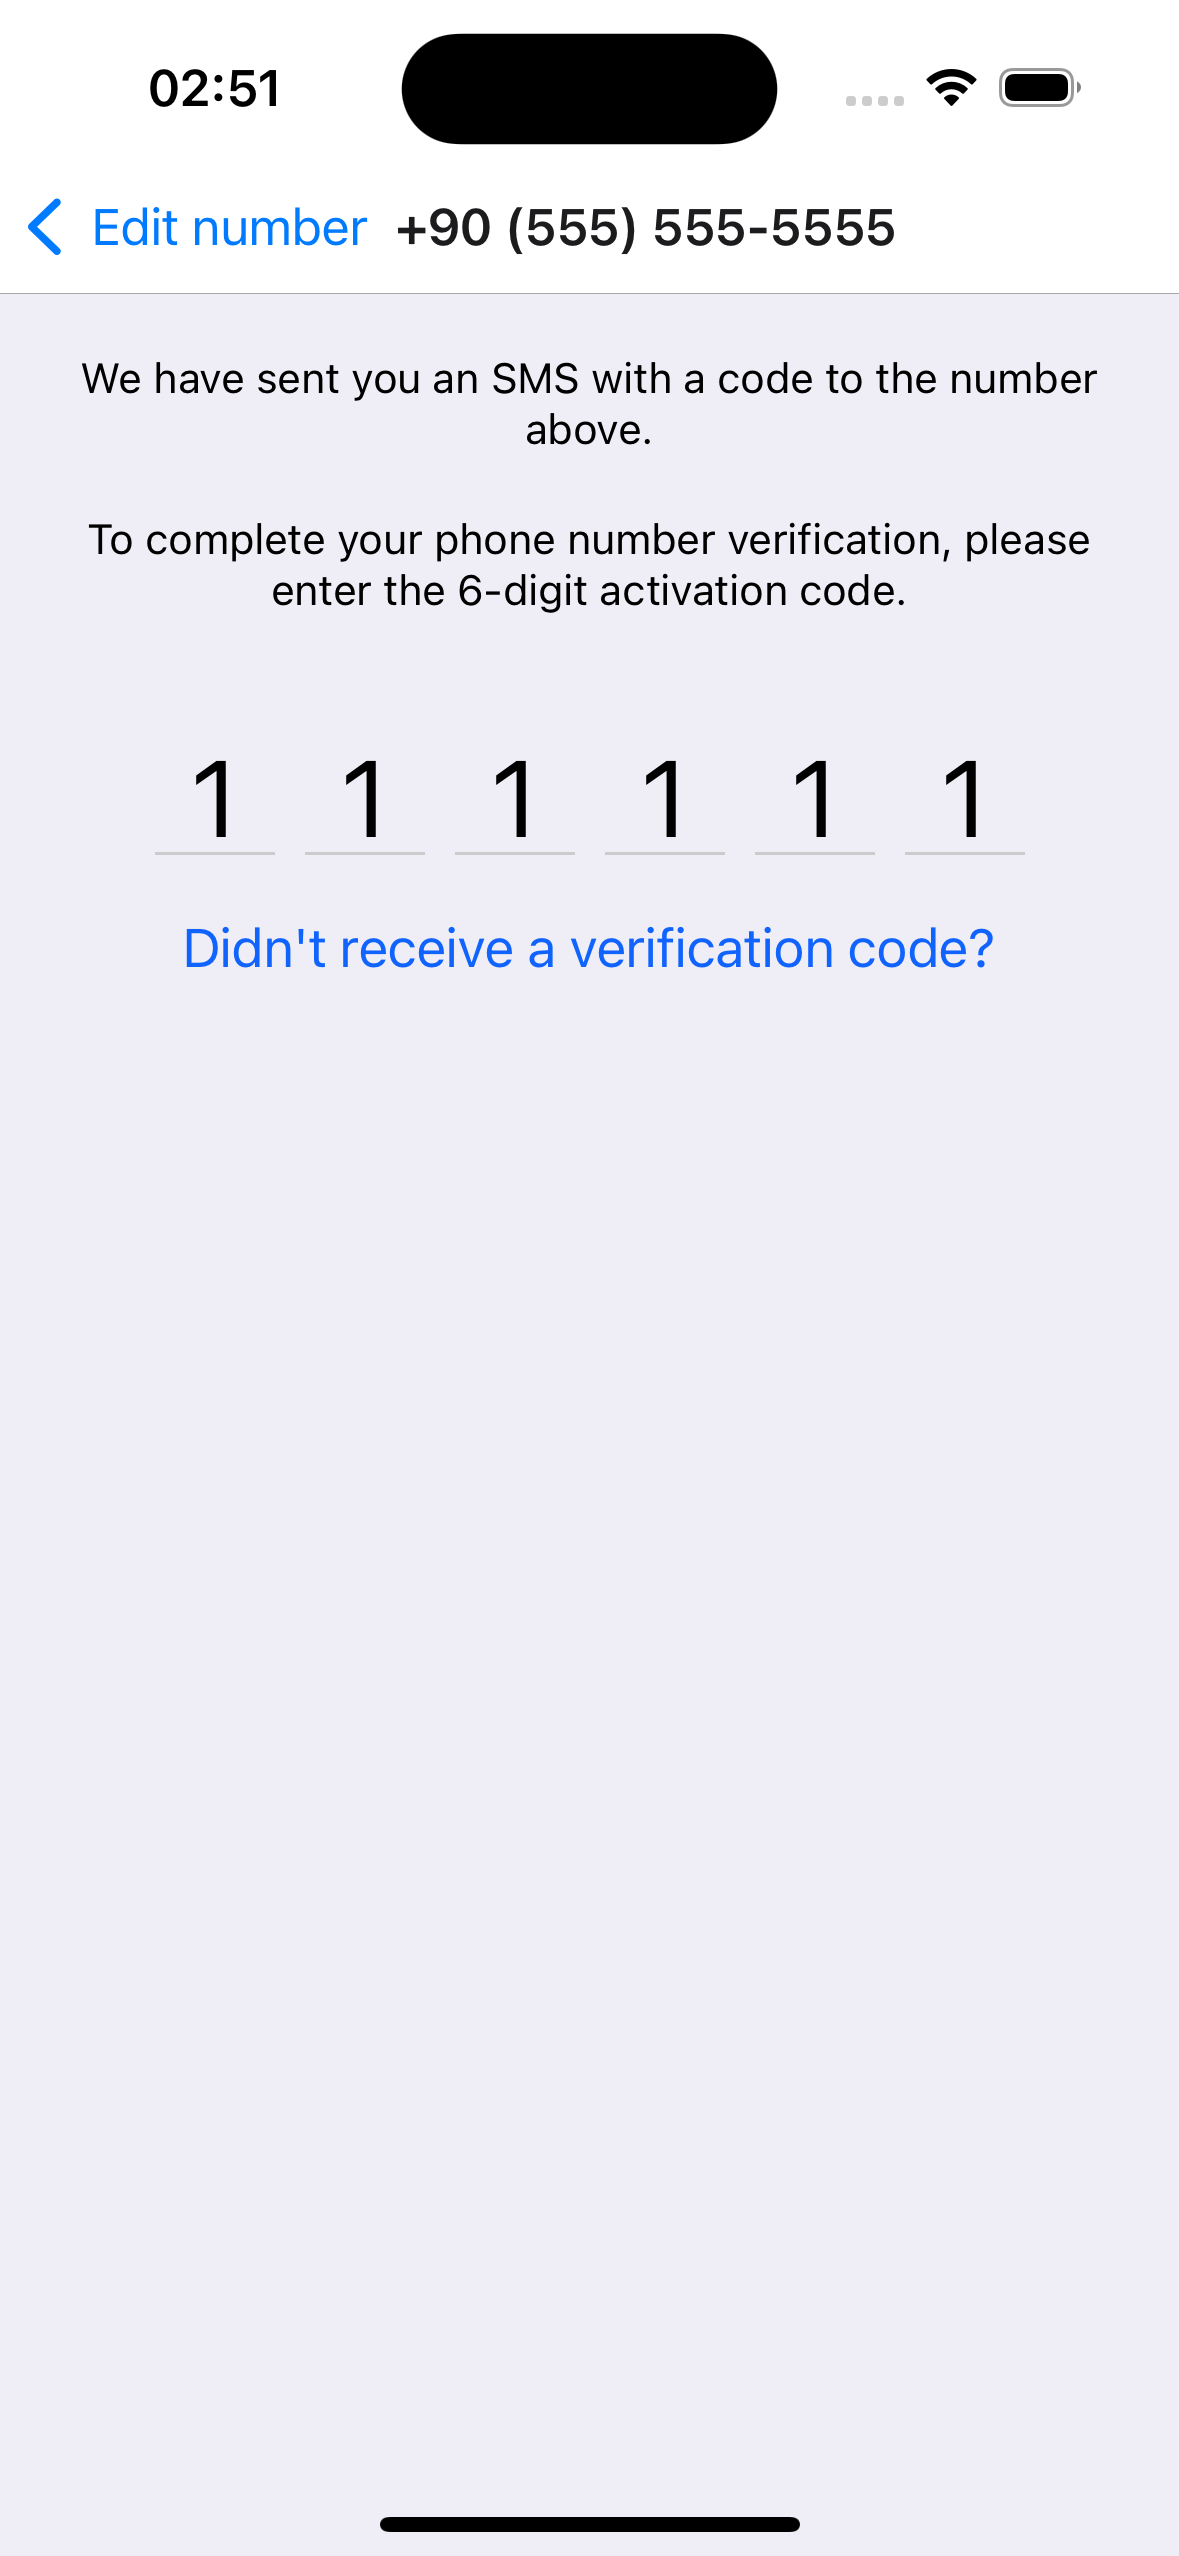 02:51
Edit number +90 (555) 555-5555
We have sent you an SMS with a code to the number
above.
To complete your phone number verification, please
enter the 6-digit activation code.
1 1 1 1 1 1
Didn't receive a verification code?